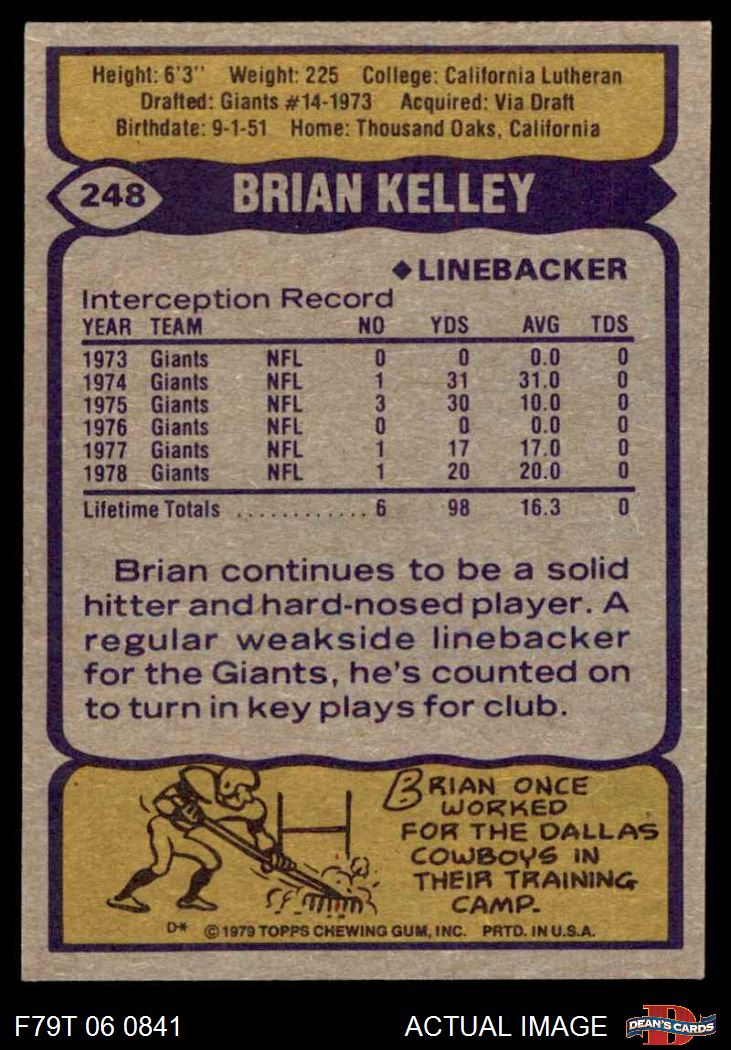 Height: 6'3" Weight: 225 College: California Lutheran
Drafted: Giants #14-1973 Acquired: Via Draft
Birthdate: 9-1-51 Home: Thousand Oaks, California
248 BRIAN KELLEY
◆LINEBACKER
Interception Record
YEAR TEAM NO YDS AVG TDS
1973 Giants NFL 0 0 0.0 0
1974 Giants NFL 1 31 31.0 0
1975 Giants NFL 3 30 10.0 0
1976 Giants NFL 0 0 0.0 0
1977 Giants NFL 1 17 17.0 0
1978 Giants NFL 1 20 20.0 0
Lifetime Totals ............ 6 98 16.3 0
Brian continues to be a solid
hitter and hard-nosed player. A
regular weakside linebacker
for the Giants, he's counted on
to turn in key plays for club.
BRIAN ONCE
WORKED
FOR THE DALLAS
COWBOYS IN
THEIR TRAINING
CAMP.
D* © 1979 TOPPS CHEWING GUM, INC. PRTD. IN U.S.A.
F79T 06 0841 ACTUAL IMAGE D DEAN'S CARDS